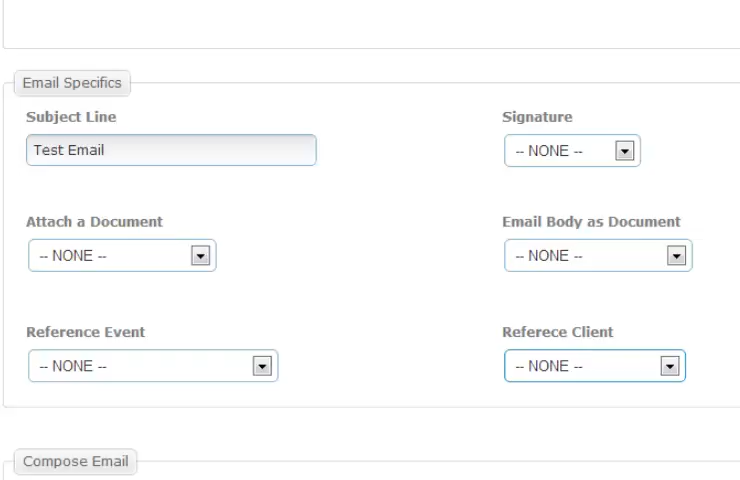 Email Specifics
Subject Line Signature
Test Email -- NONE --
Attach a Document Email Body as Document
-- NONE -- -- NONE --
Reference Event Referece Client
-- NONE -- -- NONE --
Compose Email